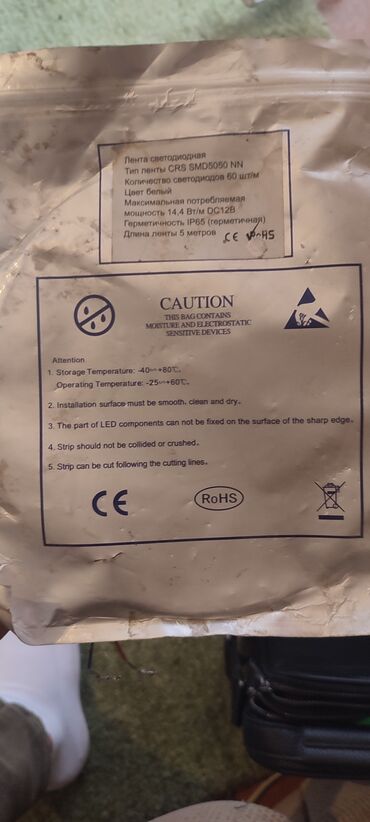 Лента светодиодная
Тип ленты CRS SMD5050 NN
Количество светодиодов 60 шт/м
Цвет белый
Максимальная потребляемая
мощность 14,4 Вт/м DC12В
Герметичность IP65 (герметичная)
Длина ленты 5 метров CE RoHS
CAUTION
THIS BAG CONTAINS
MOISTURE AND ELECTROSTATIC
SENSITIVE DEVICES
Attention
1. Storage Temperature: -40~+80℃.
Operating Temperature: -25~+60℃.
2. Installation surface must be smooth, clean and dry.
3. The part of LED components can not be fixed on the surface of the sharp edge.
4. Strip should not be collided or crushed.
5. Strip can be cut following the cutting lines.
CE
RoHS